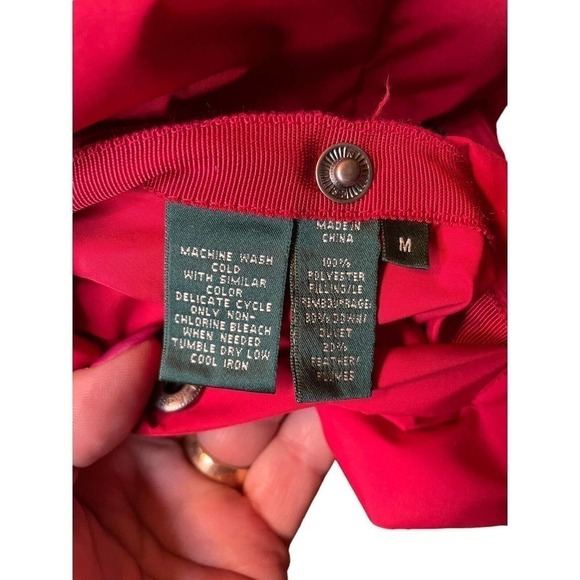 MACHINE WASH
COLD
WITH SIMILAR
COLOR
DELICATE CYCLE
ONLY NON-
CHLORINE BLEACH
WHEN NEEDED
TUMBLE DRY LOW
COOL IRON
MADE IN
CHINA
100%
POLYESTER
FILLING/LE
REMBOURRAGE:
80% DOWN/
DUVET
20%
FEATHER/
PLUMES
M